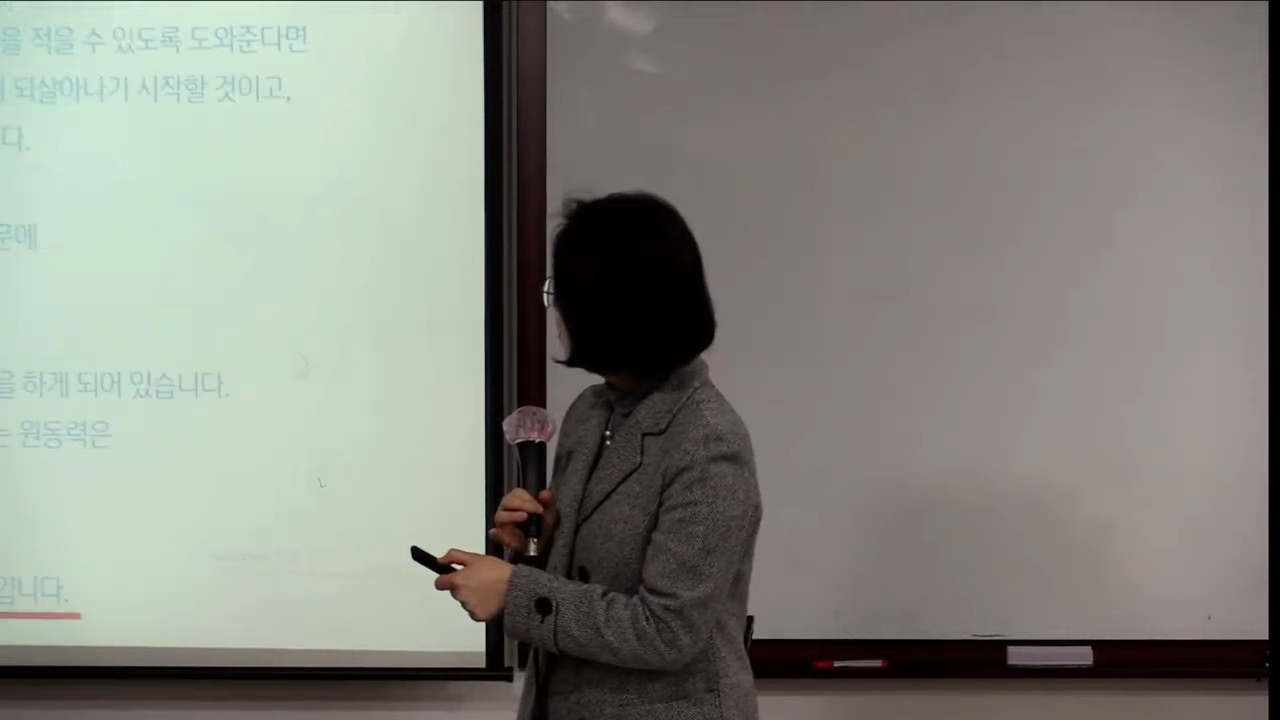 을 적을 수 있도록 도와준다면
되살아나기 시작할 것이고,
다.
문에
을 하게 되어 있습니다.
는 원동력은
입니다.